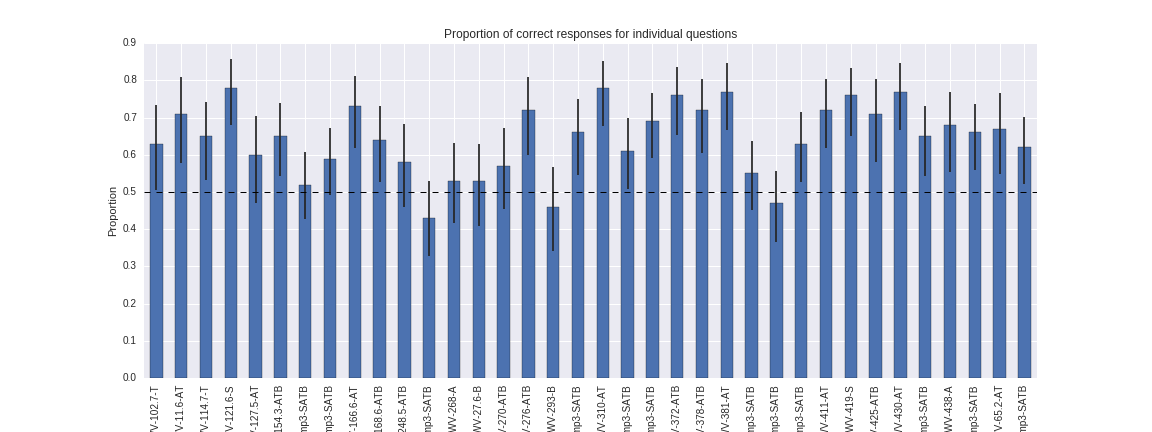 Proportion of correct responses for individual questions
0.9
0.8
0.7
0.6
0.5
0.4
0.3
0.2
0.1
0.0
Proportion
V-102.7-T
V-11.6-AT
V-114.7-T
V-121.6-S
-127.5-AT
154.3-ATB
mp3-SATB
mp3-SATB
-166.6-AT
168.6-ATB
248.5-ATB
mp3-SATB
WV-268-A
WV-27.6-B
V-270-ATB
V-276-ATB
WV-293-B
mp3-SATB
VV-310-AT
mp3-SATB
mp3-SATB
V-372-ATB
V-378-ATB
VV-381-AT
mp3-SATB
mp3-SATB
mp3-SATB
VV-411-AT
WV-419-S
V-425-ATB
VV-430-AT
mp3-SATB
WV-438-A
mp3-SATB
V-65.2-AT
mp3-SATB